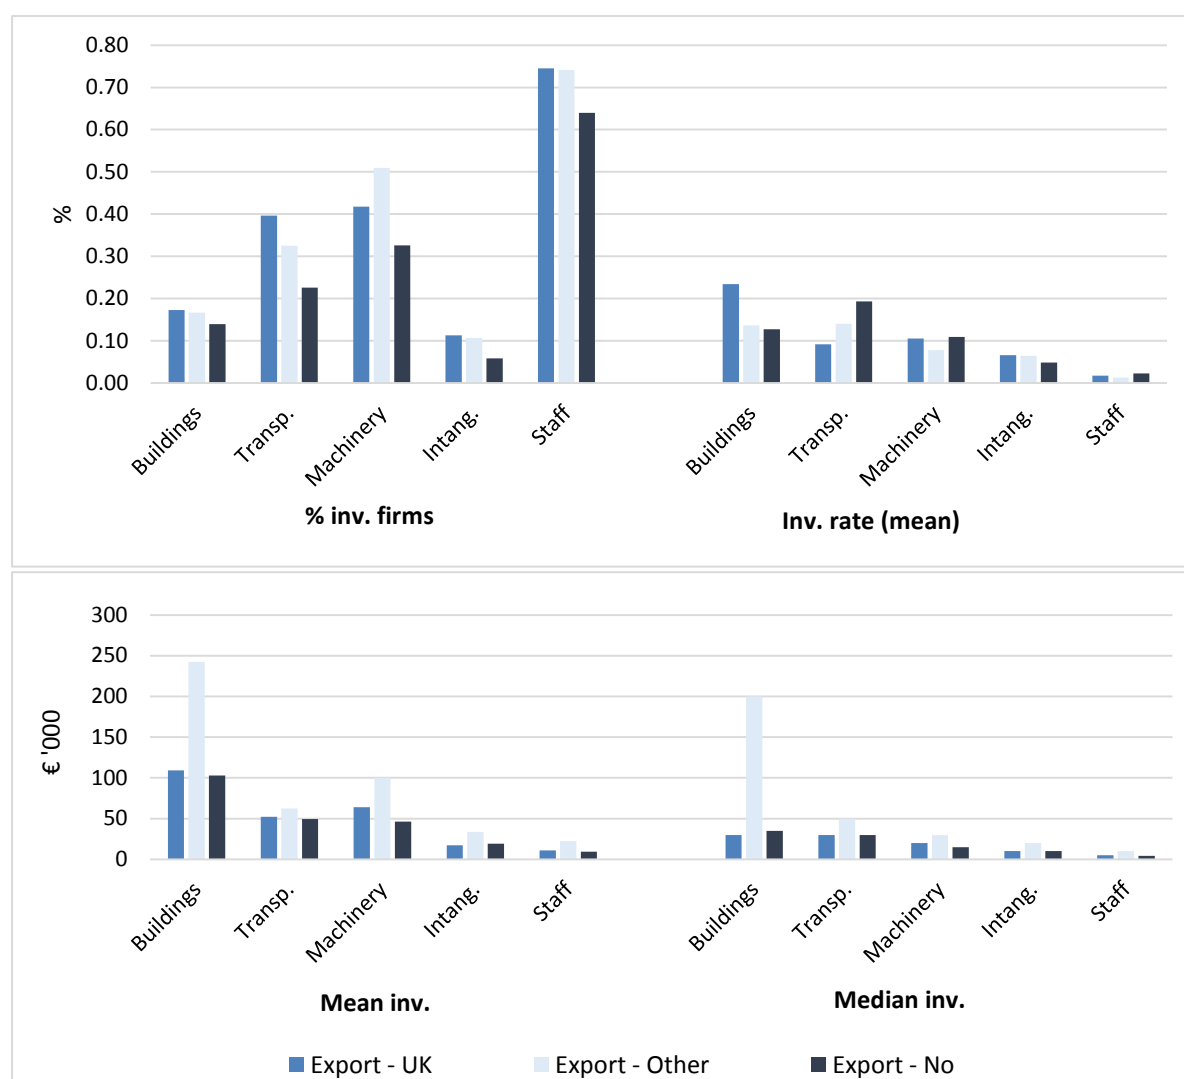 0.80
0.70
0.60
0.50
0.40
0.30
0.20
0.10
0.00
%
Buildings
Transp.
Machinery
Intang.
Staff
Buildings
Transp.
Machinery
Intang.
Staff
% inv. firms
Inv. rate (mean)
300
250
200
150
100
50
0
€ '000
Buildings
Transp.
Machinery
Intang.
Staff
Buildings
Transp.
Machinery
Intang.
Staff
Mean inv.
Median inv.
Export - UK
Export - Other
Export - No